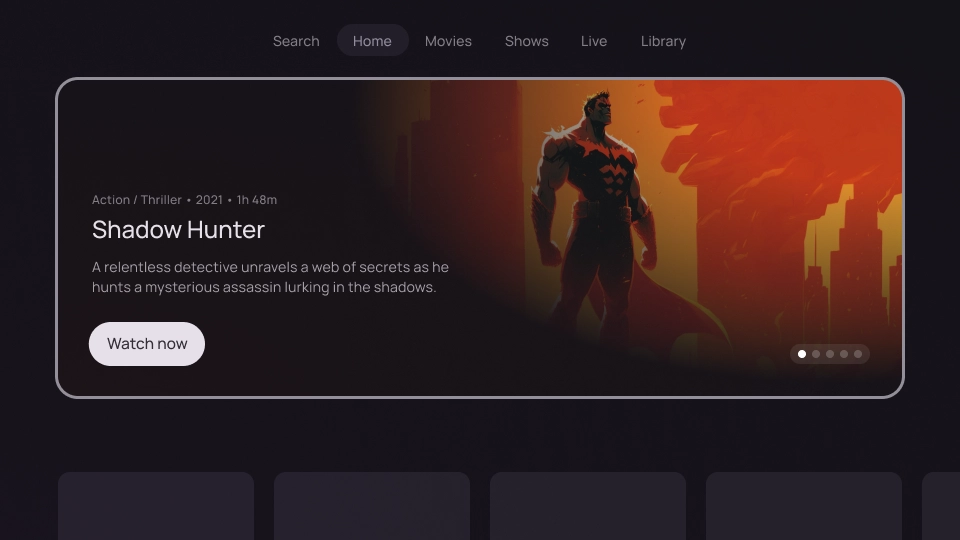 Search Home Movies Shows Live Library
Action / Thriller • 2021 • 1h 48m
Shadow Hunter
A relentless detective unravels a web of secrets as he
hunts a mysterious assassin lurking in the shadows.
Watch now